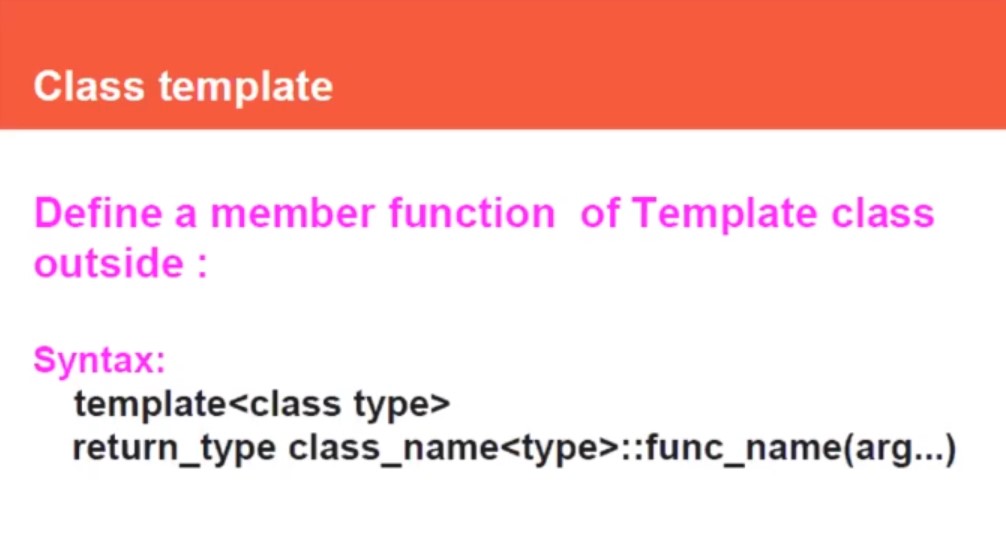 Class template
Define a member function of Template class
outside :
Syntax:
template<class type>
return_type class_name<type>::func_name(arg...)